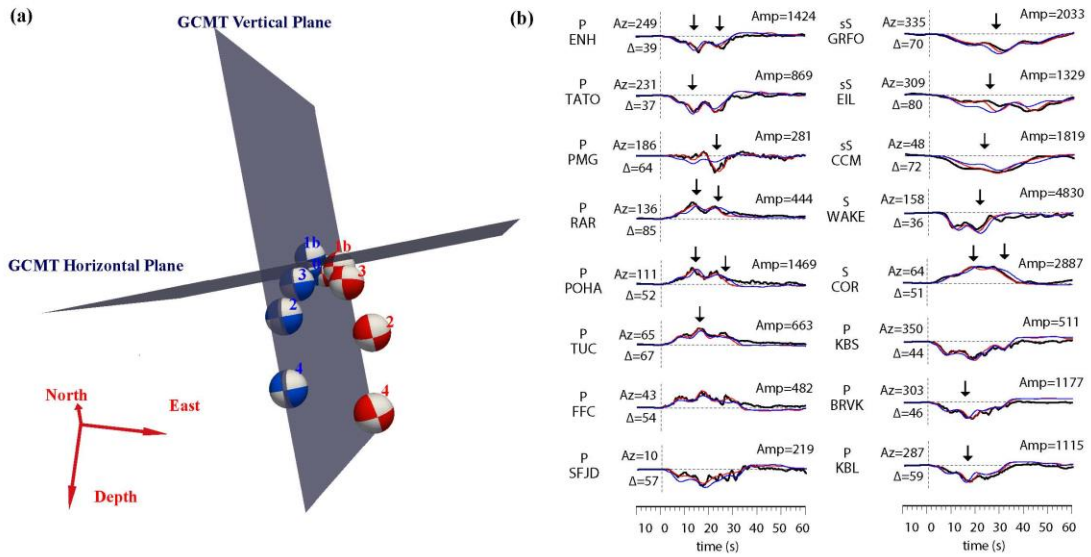 (a)
GCMT Vertical Plane
GCMT Horizontal Plane
1b
1b
3
3
2
2
4
4
North
East
Depth
(b)
P
ENH
Az=249
Δ=39
Amp=1424
P
TATO
Az=231
Δ=37
Amp=869
P
PMG
Az=186
Δ=64
Amp=281
P
RAR
Az=136
Δ=85
Amp=444
P
POHA
Az=111
Δ=52
Amp=1469
P
TUC
Az=65
Δ=67
Amp=663
P
FFC
Az=43
Δ=54
Amp=482
P
SFJD
Az=10
Δ=57
Amp=219
10 0 10 20 30 40 50 60
time (s)
sS
GRFO
Az=335
Δ=70
Amp=2033
sS
EIL
Az=309
Δ=80
Amp=1329
sS
CCM
Az=48
Δ=72
Amp=1819
S
WAKE
Az=158
Δ=36
Amp=4830
S
COR
Az=64
Δ=51
Amp=2887
P
KBS
Az=350
Δ=44
Amp=511
P
BRVK
Az=303
Δ=46
Amp=1177
P
KBL
Az=287
Δ=59
Amp=1115
10 0 10 20 30 40 50 60
time (s)